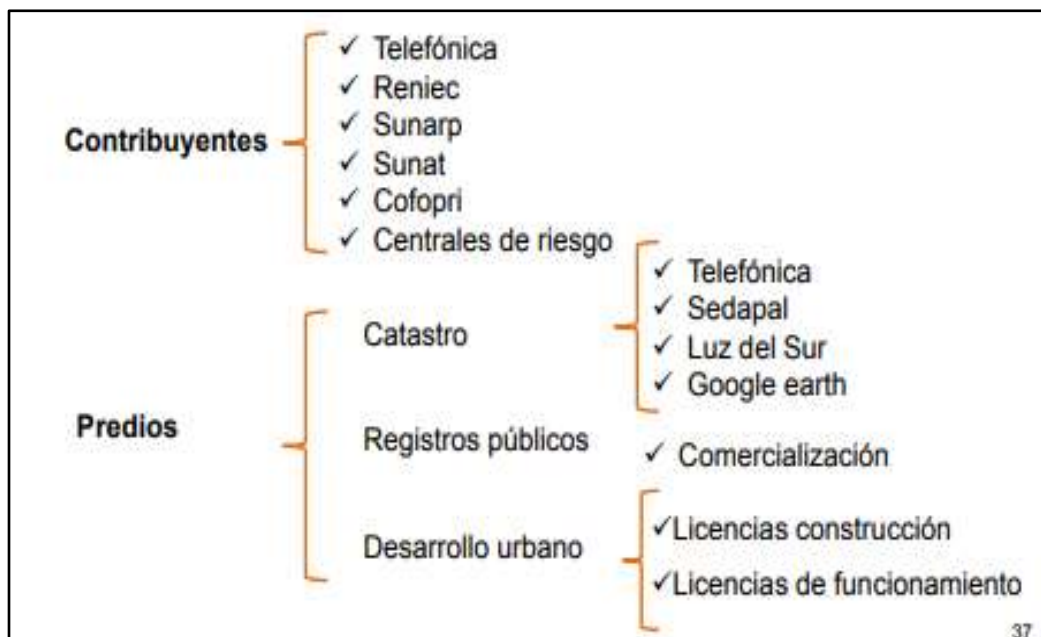 Contribuyentes
✓ Telefónica
✓ Reniec
✓ Sunarp
✓ Sunat
✓ Cofopri
✓ Centrales de riesgo
Predios
Catastro
✓ Telefónica
✓ Sedapal
✓ Luz del Sur
✓ Google earth
Registros públicos
✓ Comercialización
Desarrollo urbano
✓Licencias construcción
✓Licencias de funcionamiento
37